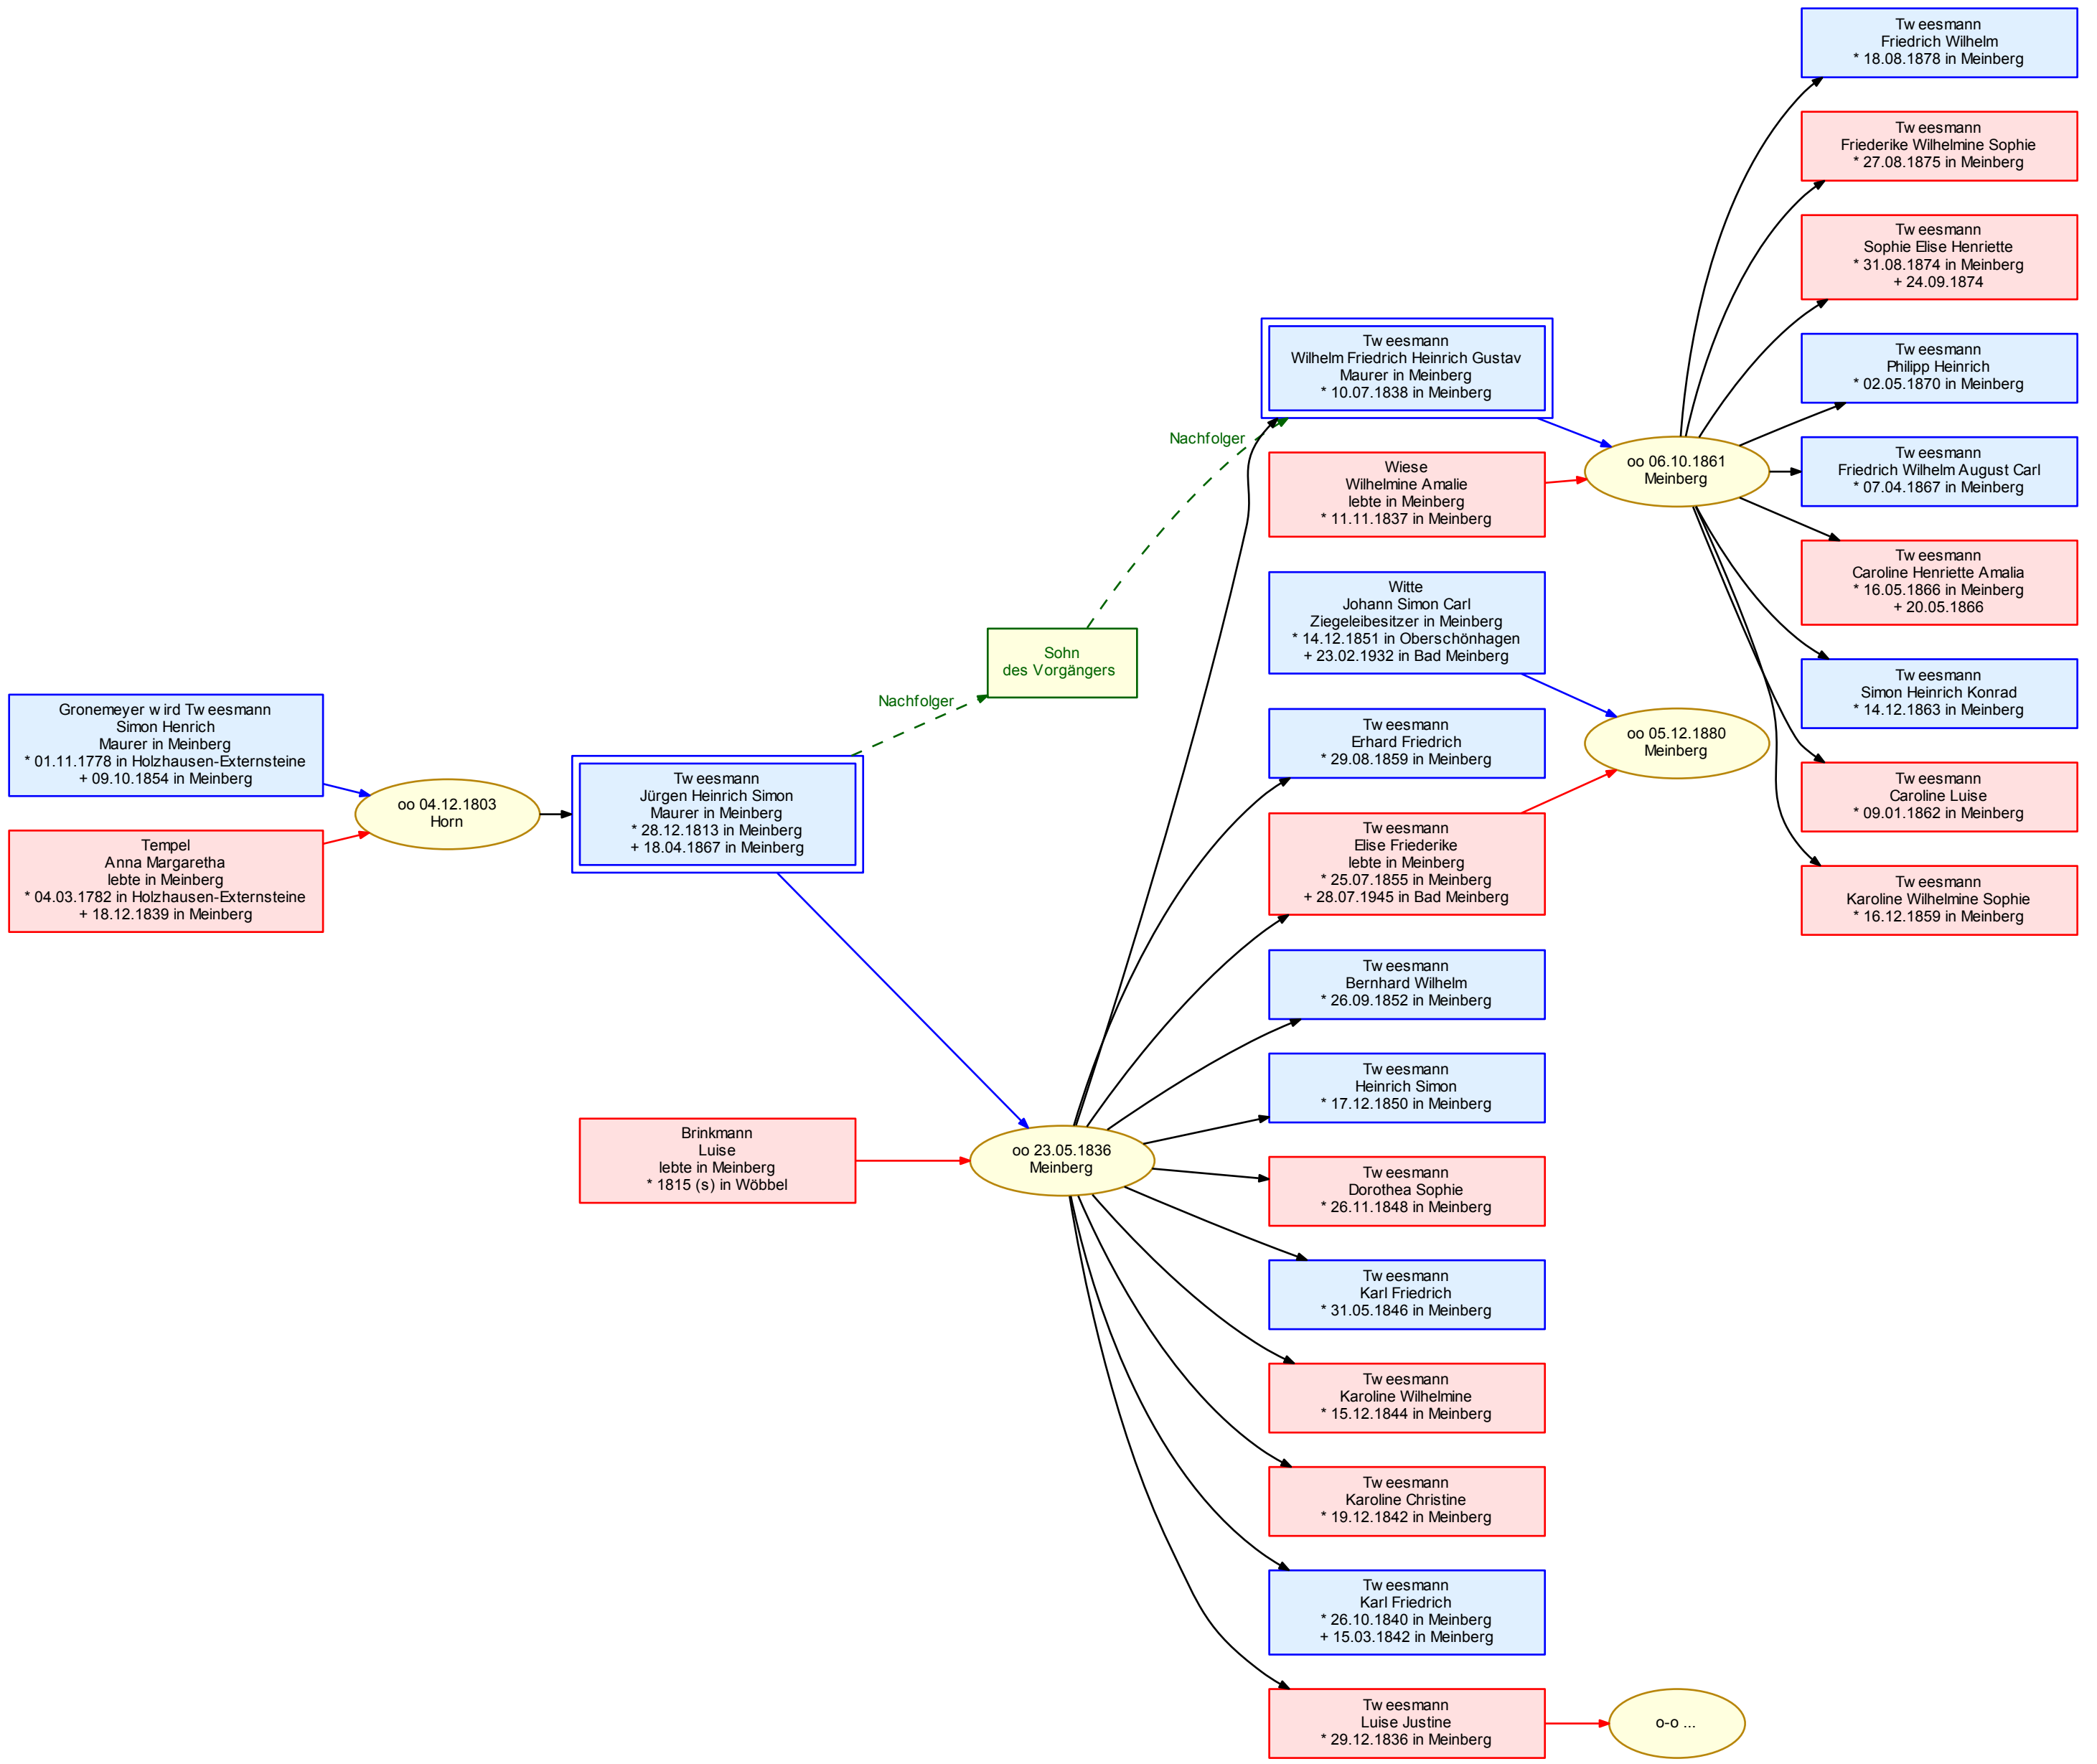 Gronemeyer wird Tweesmann
Simon Henrich
Maurer in Meinberg
* 01.11.1778 in Holzhausen-Externsteine
+ 09.10.1854 in Meinberg
Tempel
Anna Margaretha
lebte in Meinberg
* 04.03.1782 in Holzhausen-Externsteine
+ 18.12.1839 in Meinberg
oo 04.12.1803
Horn
Tweesmann
Jürgen Heinrich Simon
Maurer in Meinberg
* 28.12.1813 in Meinberg
+ 18.04.1867 in Meinberg
Brinkmann
Luise
lebte in Meinberg
* 1815 (s) in Wöbbel
Nachfolger
Sohn
des Vorgängers
Nachfolger
oo 23.05.1836
Meinberg
Tweesmann
Wilhelm Friedrich Heinrich Gustav
Maurer in Meinberg
* 10.07.1838 in Meinberg
Wiese
Wilhelmine Amalie
lebte in Meinberg
* 11.11.1837 in Meinberg
Witte
Johann Simon Carl
Ziegeleibesitzer in Meinberg
* 14.12.1851 in Oberschönhagen
+ 23.02.1932 in Bad Meinberg
Tweesmann
Erhard Friedrich
* 29.08.1859 in Meinberg
Tweesmann
Elise Friederike
lebte in Meinberg
* 25.07.1855 in Meinberg
+ 28.07.1945 in Bad Meinberg
Tweesmann
Bernhard Wilhelm
* 26.09.1852 in Meinberg
Tweesmann
Heinrich Simon
* 17.12.1850 in Meinberg
Tweesmann
Dorothea Sophie
* 26.11.1848 in Meinberg
Tweesmann
Karl Friedrich
* 31.05.1846 in Meinberg
Tweesmann
Karoline Wilhelmine
* 15.12.1844 in Meinberg
Tweesmann
Karoline Christine
* 19.12.1842 in Meinberg
Tweesmann
Karl Friedrich
* 26.10.1840 in Meinberg
+ 15.03.1842 in Meinberg
Tweesmann
Luise Justine
* 29.12.1836 in Meinberg
oo 06.10.1861
Meinberg
oo 05.12.1880
Meinberg
o-o ...
Tweesmann
Friedrich Wilhelm
* 18.08.1878 in Meinberg
Tweesmann
Friederike Wilhelmine Sophie
* 27.08.1875 in Meinberg
Tweesmann
Sophie Elise Henriette
* 31.08.1874 in Meinberg
+ 24.09.1874
Tweesmann
Philipp Heinrich
* 02.05.1870 in Meinberg
Tweesmann
Friedrich Wilhelm August Carl
* 07.04.1867 in Meinberg
Tweesmann
Caroline Henriette Amalia
* 16.05.1866 in Meinberg
+ 20.05.1866
Tweesmann
Simon Heinrich Konrad
* 14.12.1863 in Meinberg
Tweesmann
Caroline Luise
* 09.01.1862 in Meinberg
Tweesmann
Karoline Wilhelmine Sophie
* 16.12.1859 in Meinberg